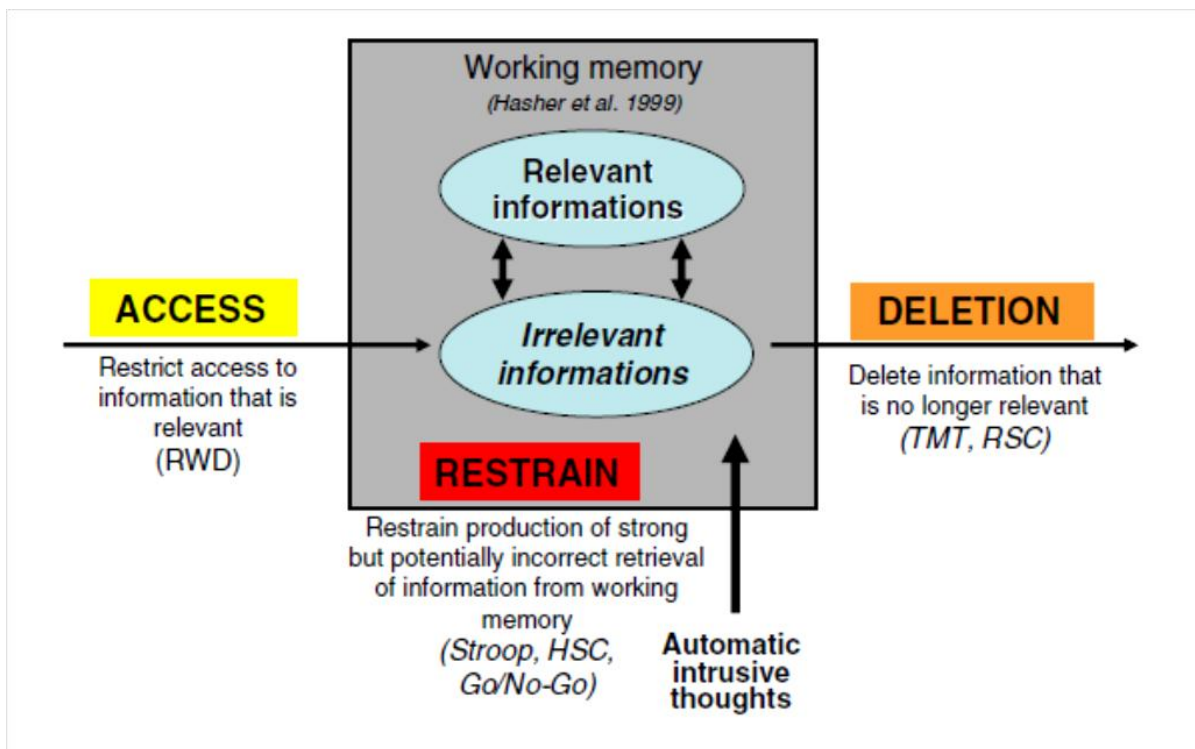 Working memory
(Hasher et al. 1999)
Relevant
informations
ACCESS
Restrict access to
information that is
relevant
(RWD)
Irrelevant
informations
DELETION
Delete information that
is no longer relevant
(TMT, RSC)
RESTRAIN
Restrain production of strong
but potentially incorrect retrieval
of information from working
memory
(Stroop, HSC,
Go/No-Go)
Automatic
intrusive
thoughts